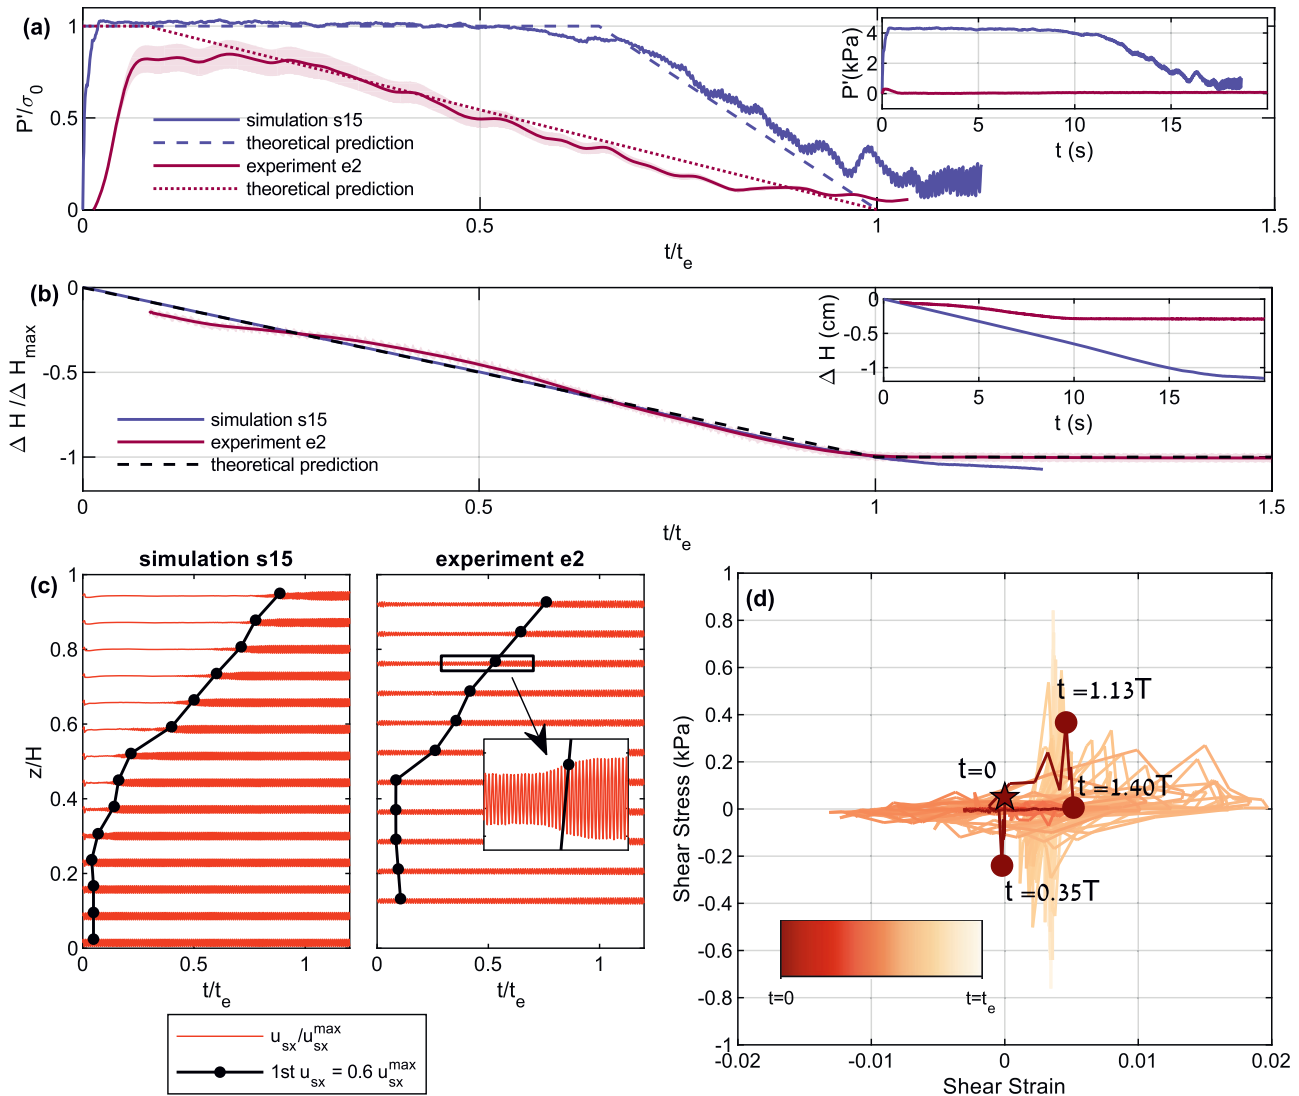 (a)
1
0.5
0
P'/σ0
simulation s15
theoretical prediction
experiment e2
theoretical prediction
0
0.5
1
1.5
t/te
4
2
0
P'(kPa)
0
5
10
15
t (s)
(b)
0
-0.5
-1
Δ H /Δ Hmax
simulation s15
experiment e2
theoretical prediction
0
0.5
1
1.5
t/te
0
-0.5
-1
Δ H (cm)
0
5
10
15
t (s)
simulation s15
(c)
1
0.8
0.6
0.4
0.2
0
z/H
0
0.5
1
t/te
experiment e2
0
0.5
1
t/te
usx/usx^max
1st usx = 0.6 usx^max
(d)
1
0.8
0.6
0.4
0.2
0
-0.2
-0.4
-0.6
-0.8
-1
Shear Stress (kPa)
t =1.13T
t=0
t =1.40T
t =0.35T
t=0
t=te
-0.02
-0.01
0
0.01
0.02
Shear Strain